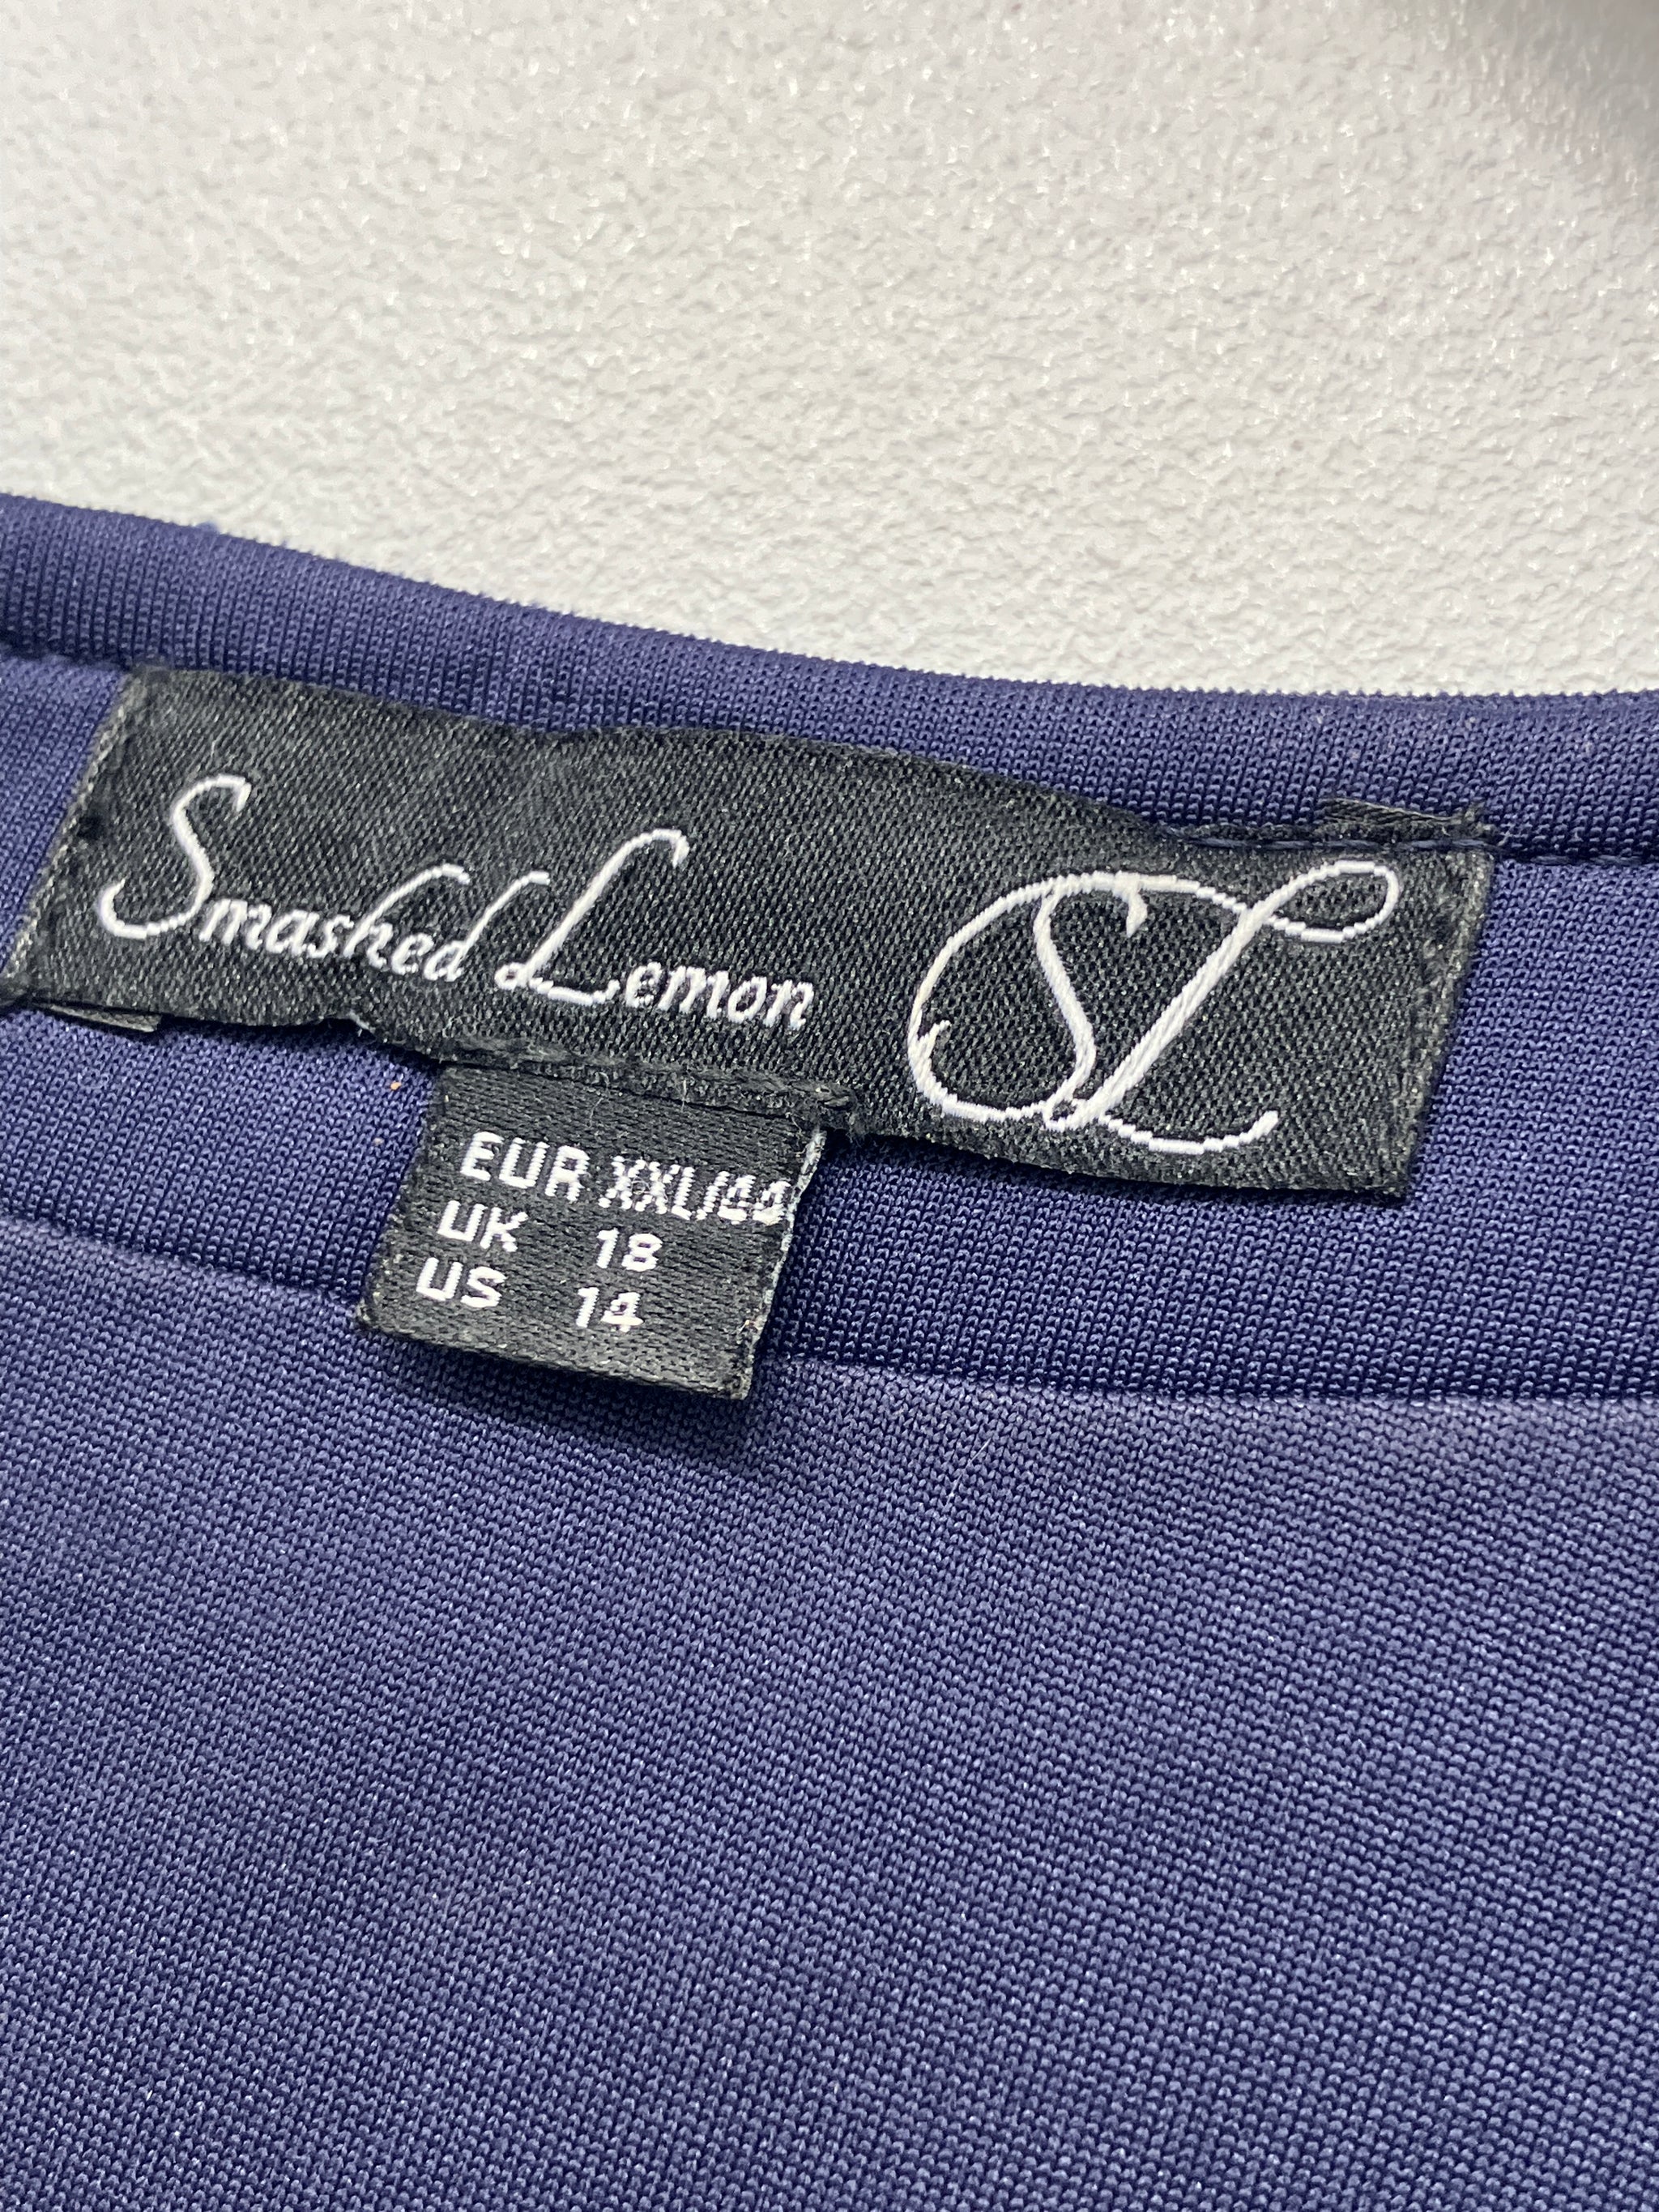 Smashed Lemon SL
EUR XXL/44
UK 18
US 14